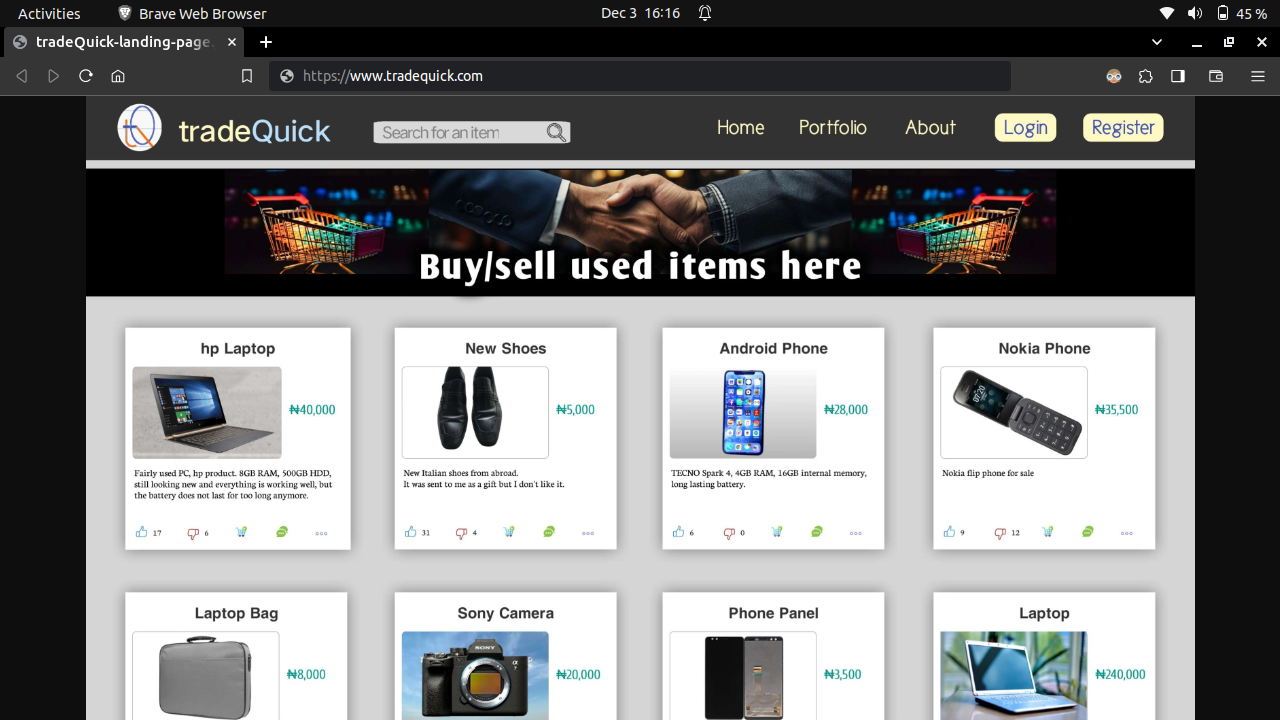 Activities Brave Web Browser Dec 3 16:16 45 %
tradeQuick-landing-page
https://www.tradequick.com
tradeQuick Search for an item Home Portfolio About Login Register
Buy/sell used items here
hp Laptop
₦40,000
Fairly used PC, hp product. 8GB RAM, 500GB HDD,
still looking new and everything is working well, but
the battery does not last for too long anymore.
17 6
New Shoes
₦5,000
New Italian shoes from abroad.
It was sent to me as a gift but I don't like it.
31 4
Android Phone
₦28,000
TECNO Spark 4, 4GB RAM, 16GB internal memory,
long lasting battery.
6 0
Nokia Phone
07:20
₦35,500
Nokia flip phone for sale
9 12
Laptop Bag
₦8,000
Sony Camera
SONY
₦20,000
Phone Panel
₦3,500
Laptop
₦240,000